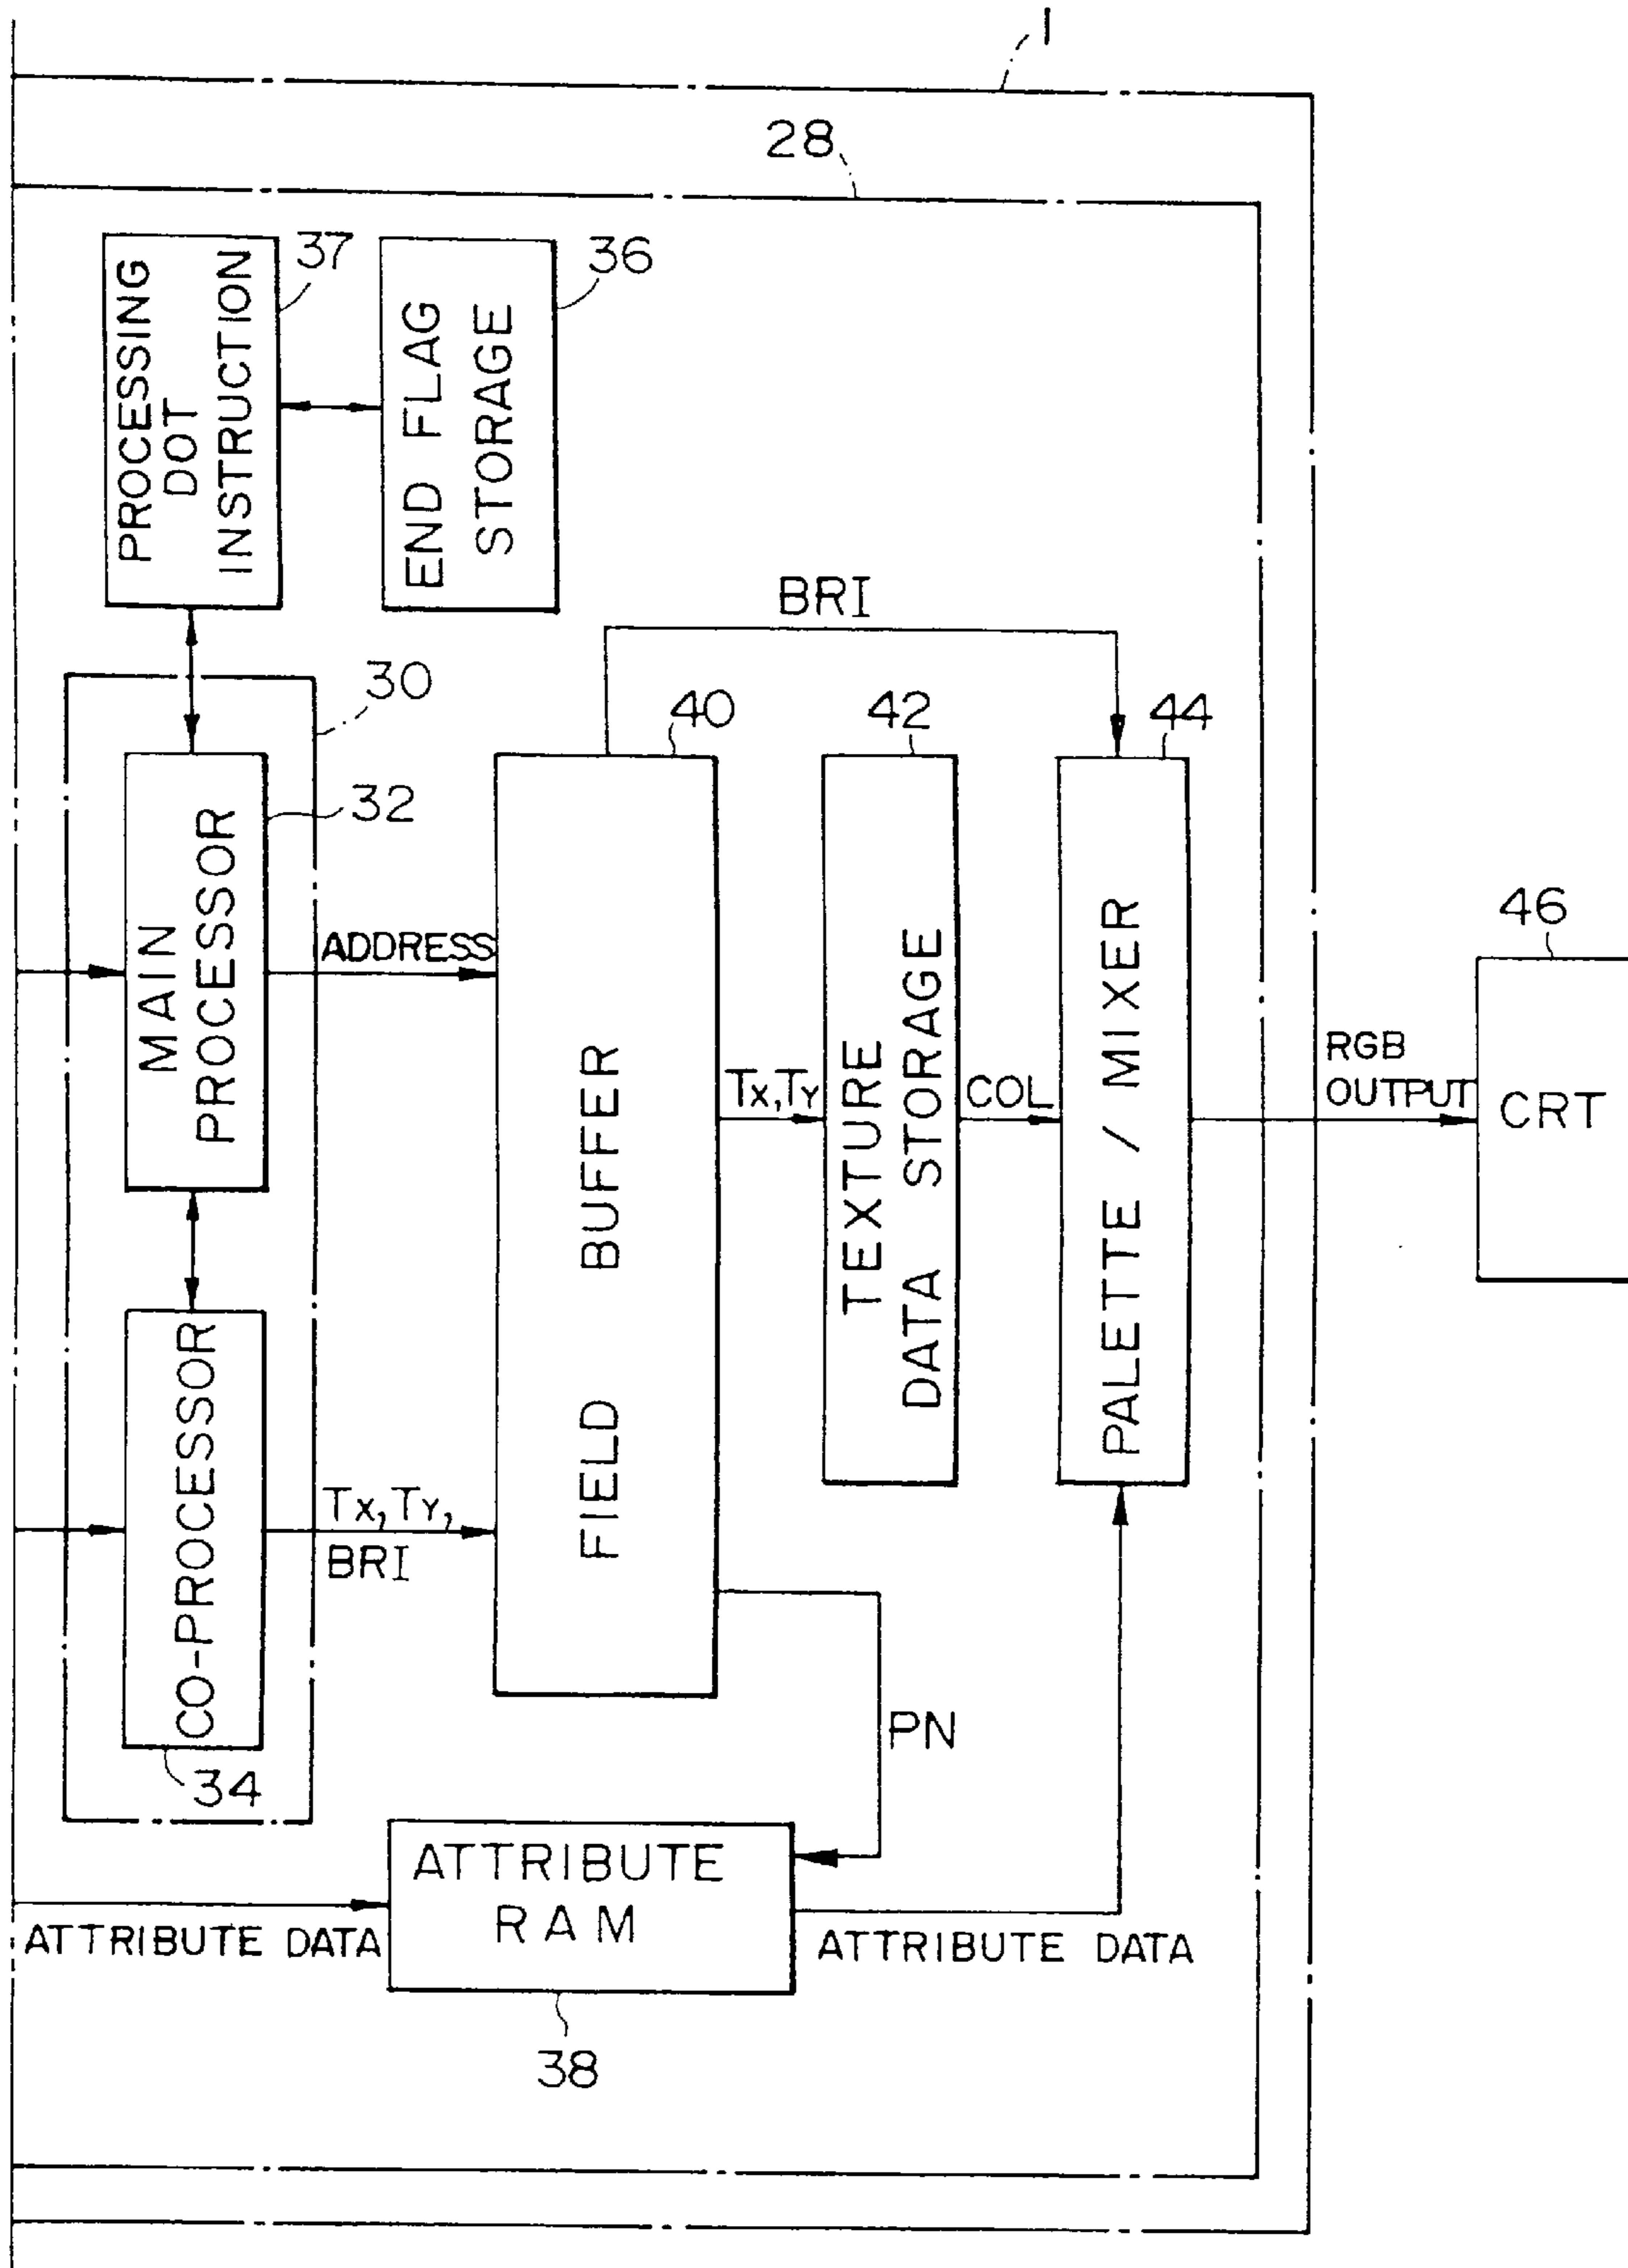 1
28
37
36
PROCESSING
DOT
INSTRUCTION
END FLAG
STORAGE
BRI
30
40
42
44
32
MAIN
PROCESSOR
ADDRESS
46
FIELD BUFFER
Tx,Ty
TEXTURE
DATA STORAGE
COL
PALETTE / MIXER
RGB
OUTPUT
CRT
CO-PROCESSOR
Tx,Ty,
BRI
34
PN
ATTRIBUTE
RAM
ATTRIBUTE DATA
ATTRIBUTE DATA
38